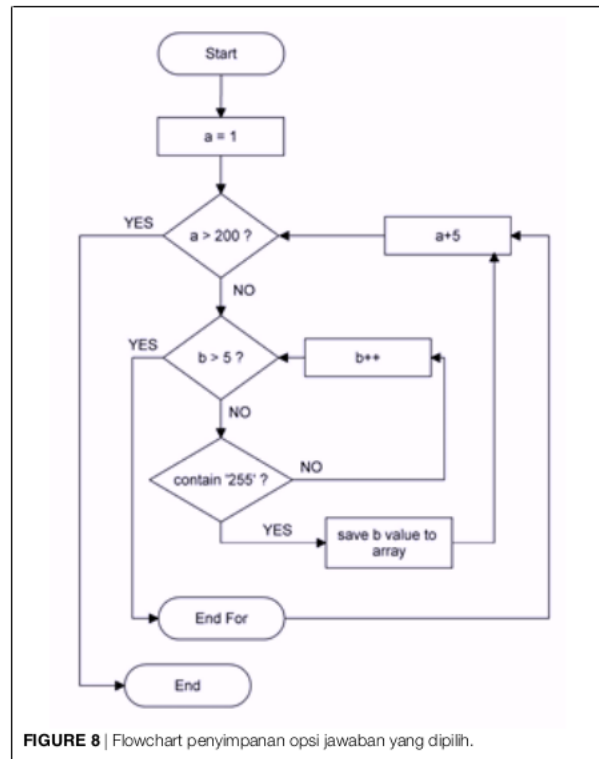 Start
a = 1
YES
a > 200 ?
a+5
NO
YES
b > 5 ?
b++
NO
contain '255' ?
NO
YES
save b value to
array
End For
End
FIGURE 8 | Flowchart penyimpanan opsi jawaban yang dipilih.